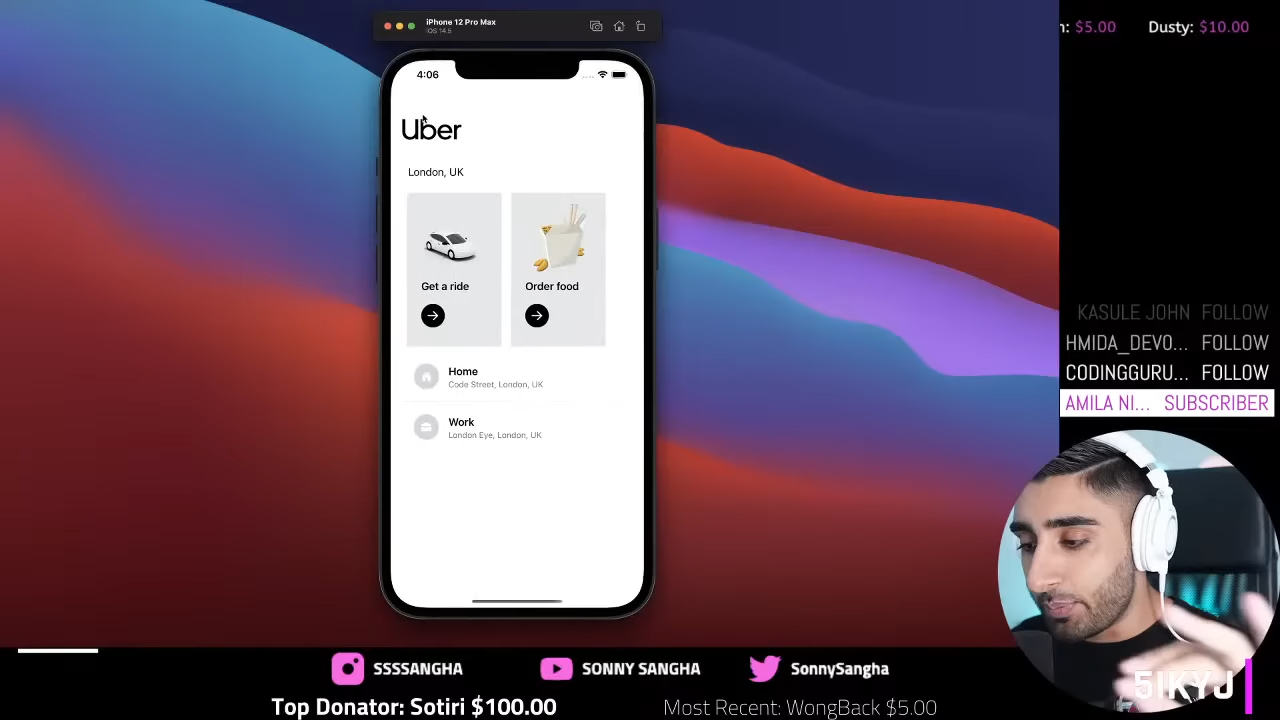 iPhone 12 Pro Max
iOS 14.5
n: $5.00 Dusty: $10.00
4:06
Uber
London, UK
Get a ride
Order food
Home
Code Street, London, UK
Work
London Eye, London, UK
KASULE JOHN FOLLOW
HMIDA_DEVO... FOLLOW
CODINGGURU... FOLLOW
AMILA NI... SUBSCRIBER
5IKYJ
SSSSANGHA
SONNY SANGHA
SonnySangha
Top Donator: Sotiri $100.00
Most Recent: WongBack $5.00